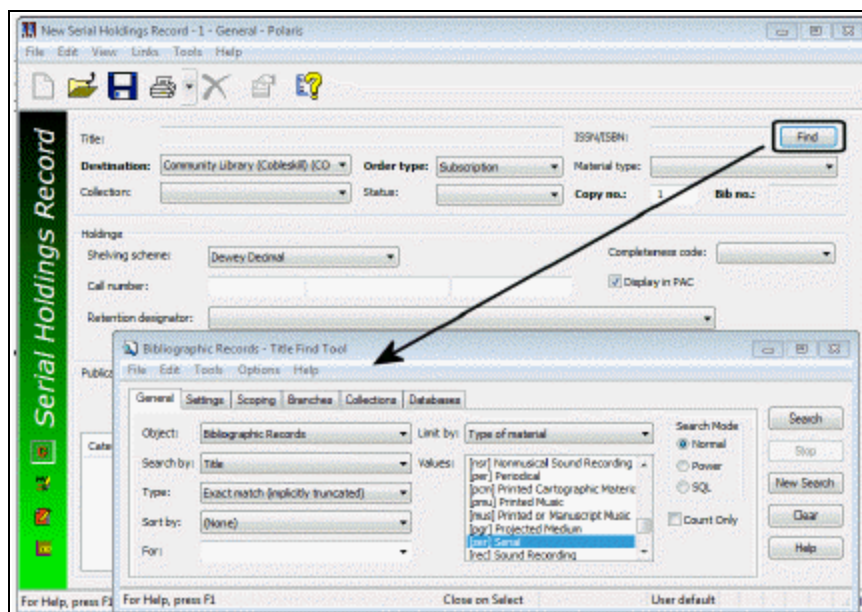 New Serial Holdings Record - 1 - General - Polaris
File Edit View Links Tools Help
Serial Holdings Record
Title: ISSN/ISBN: Find
Destination: Community Library (Cobleskill) (CO Order type: Subscription Material type:
Collection: Status: Copy no.: 1 Bib no.:
Holdings
Shelving scheme: Dewey Decimal Completeness code:
Call number: Display in PAC
Retention designator:
Bibliographic Records - Title Find Tool
File Edit Tools Options Help
General Settings Scoping Branches Collections Databases
Object: Bibliographic Records Limit by: Type of material Search Mode Search
Normal
Search by: Title Values: [nsr] Nonmusical Sound Recording
Power Stop
[per] Periodical
Type: Exact match (implicitly truncated) [pcm] Printed Cartographic Materia SQL New Search
[pmu] Printed Music
Sort by: (None) [mus] Printed or Manuscript Music Count Only Clear
[pgr] Projected Medium
For: [ser] Serial Help
[rec] Sound Recording
For Help, press F1 For Help, press F1 Close on Select User default